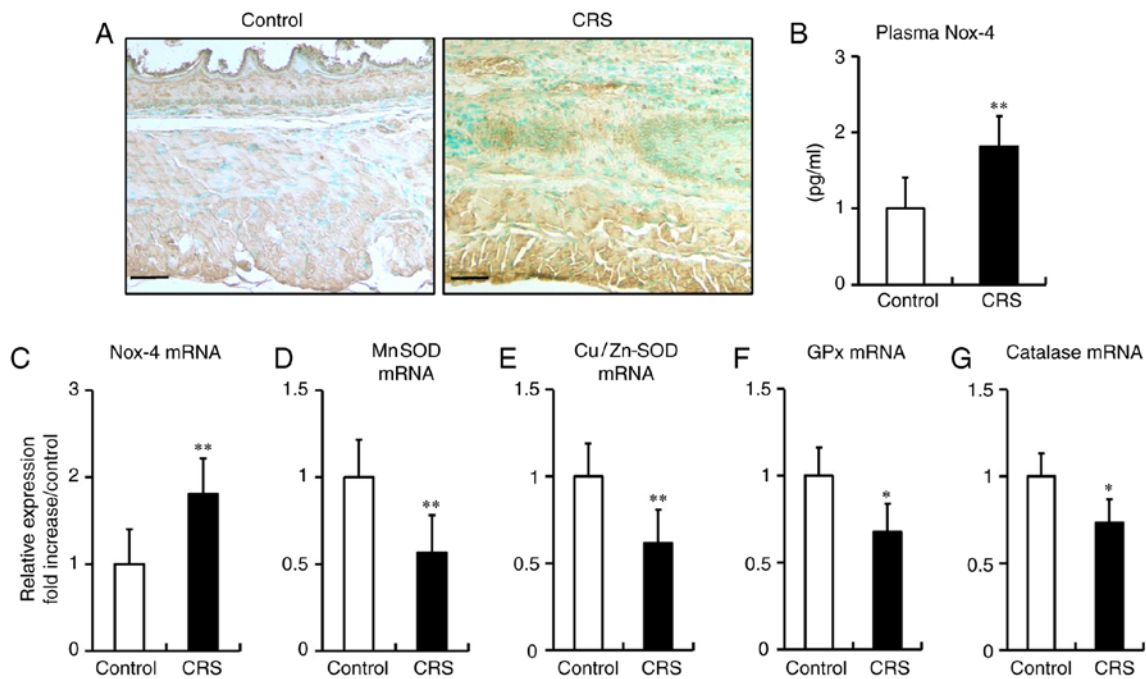 A
Control
CRS
B
Plasma Nox-4
3
2
1
0
(pg/ml)
**
Control
CRS
C
Nox-4 mRNA
3
2
1
0
Relative expression
fold increase/control
**
Control
CRS
D
MnSOD
mRNA
1.5
1
0.5
0
**
Control
CRS
E
Cu/Zn-SOD
mRNA
1.5
1
0.5
0
**
Control
CRS
F
GPx mRNA
1.5
1
0.5
0
*
Control
CRS
G
Catalase mRNA
1.5
1
0.5
0
*
Control
CRS